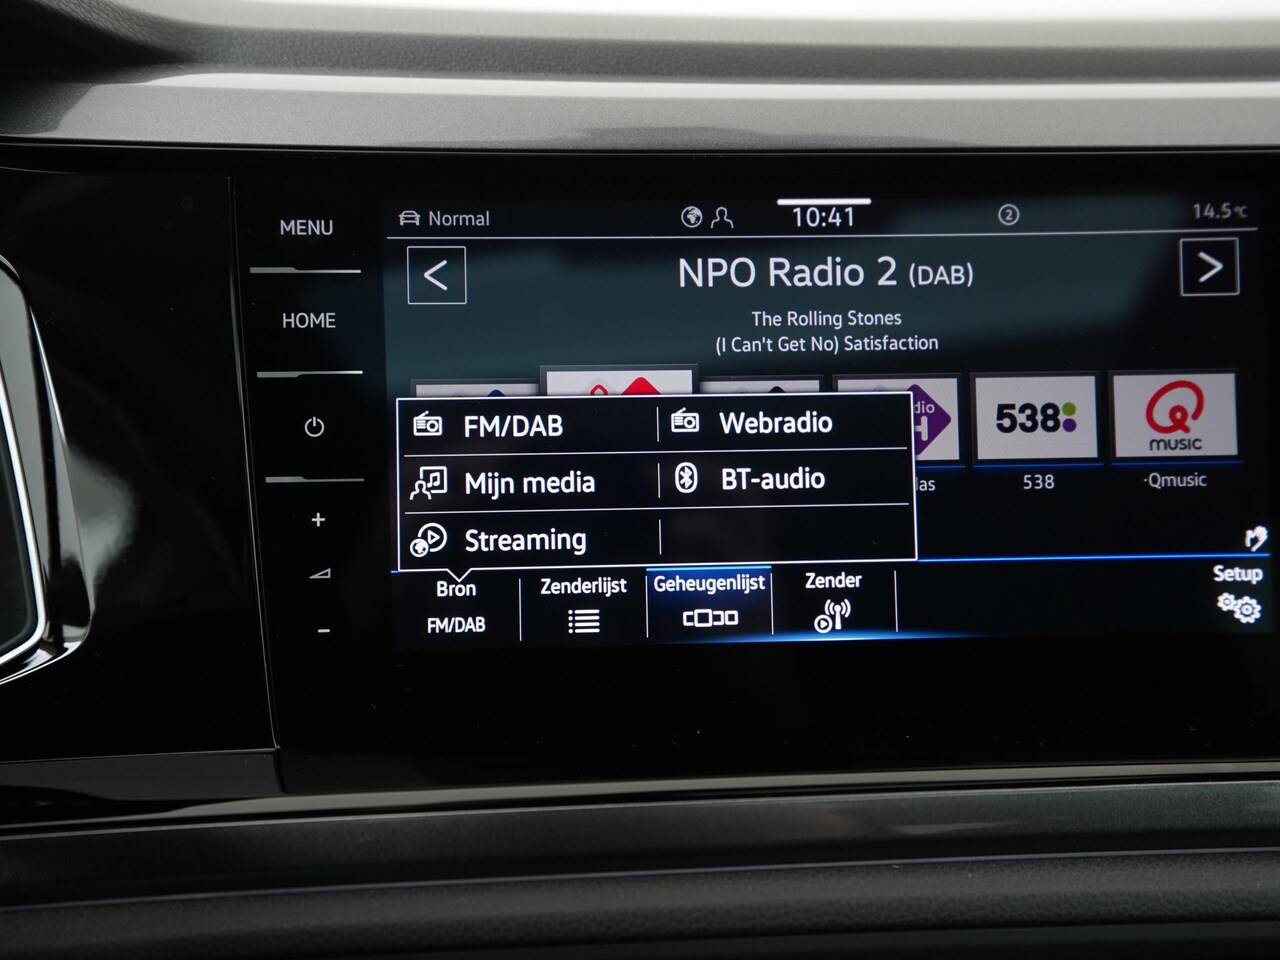 MENU
HOME
+
−
Normal
10:41
2
14.5°C
<
NPO Radio 2 (DAB)
>
The Rolling Stones
(I Can't Get No) Satisfaction
538
Q
music
538
·Qmusic
FM/DAB
Webradio
Mijn media
BT-audio
Streaming
Bron
FM/DAB
Zenderlijst
Geheugenlijst
Zender
Setup